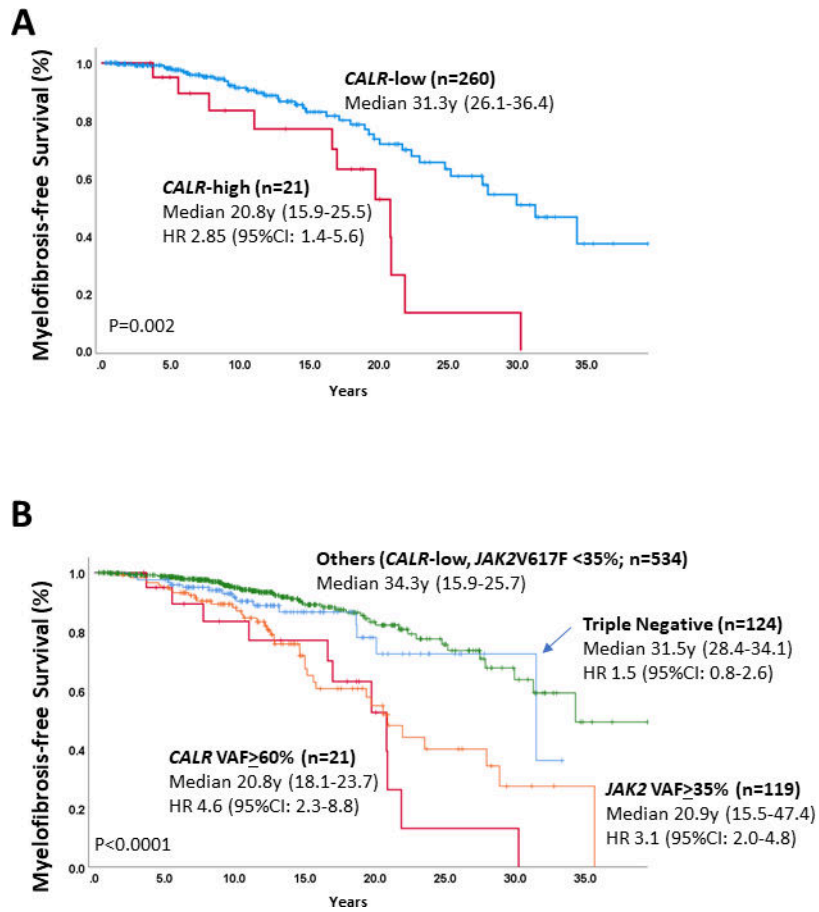 A
Myelofibrosis-free Survival (%)
1.0
0.8
0.6
0.4
0.2
0.0
CALR-low (n=260)
Median 31.3y (26.1-36.4)
CALR-high (n=21)
Median 20.8y (15.9-25.5)
HR 2.85 (95%CI: 1.4-5.6)
P=0.002
.0 5.0 10.0 15.0 20.0 25.0 30.0 35.0
Years
B
Myelofibrosis-free Survival (%)
1.0
0.8
0.6
0.4
0.2
0.0
Others (CALR-low, JAK2V617F <35%; n=534)
Median 34.3y (15.9-25.7)
Triple Negative (n=124)
Median 31.5y (28.4-34.1)
HR 1.5 (95%CI: 0.8-2.6)
CALR VAF≥60% (n=21)
Median 20.8y (18.1-23.7)
HR 4.6 (95%CI: 2.3-8.8)
JAK2 VAF≥35% (n=119)
Median 20.9y (15.5-47.4)
HR 3.1 (95%CI: 2.0-4.8)
P<0.0001
.0 5.0 10.0 15.0 20.0 25.0 30.0 35.0
Years